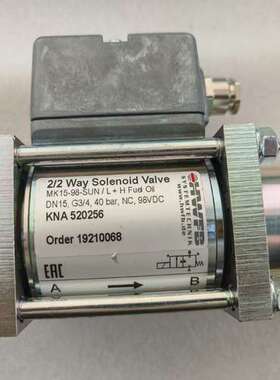 2/2 Way Solenoid Valve
MK15-98-SUN / L + H Fuel Oil
DN15, G3/4, 40 bar, NC, 98VDC
KNA 520256
Order 19210068
SYSTEMTECHNIK
EAC
A
B